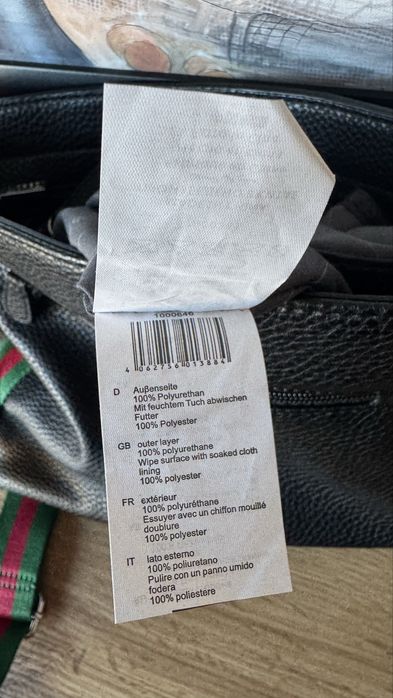 1000646
4 062756 013884
D Außenseite
100% Polyurethan
Mit feuchtem Tuch abwischen
Futter
100% Polyester
GB outer layer
100% polyurethane
Wipe surface with soaked cloth
lining
100% polyester
FR extérieur
100% polyuréthane
Essuyer avec un chiffon mouillé
doublure
100% polyester
IT lato esterno
100% poliuretano
Pulire con un panno umido
fodera
100% poliestere